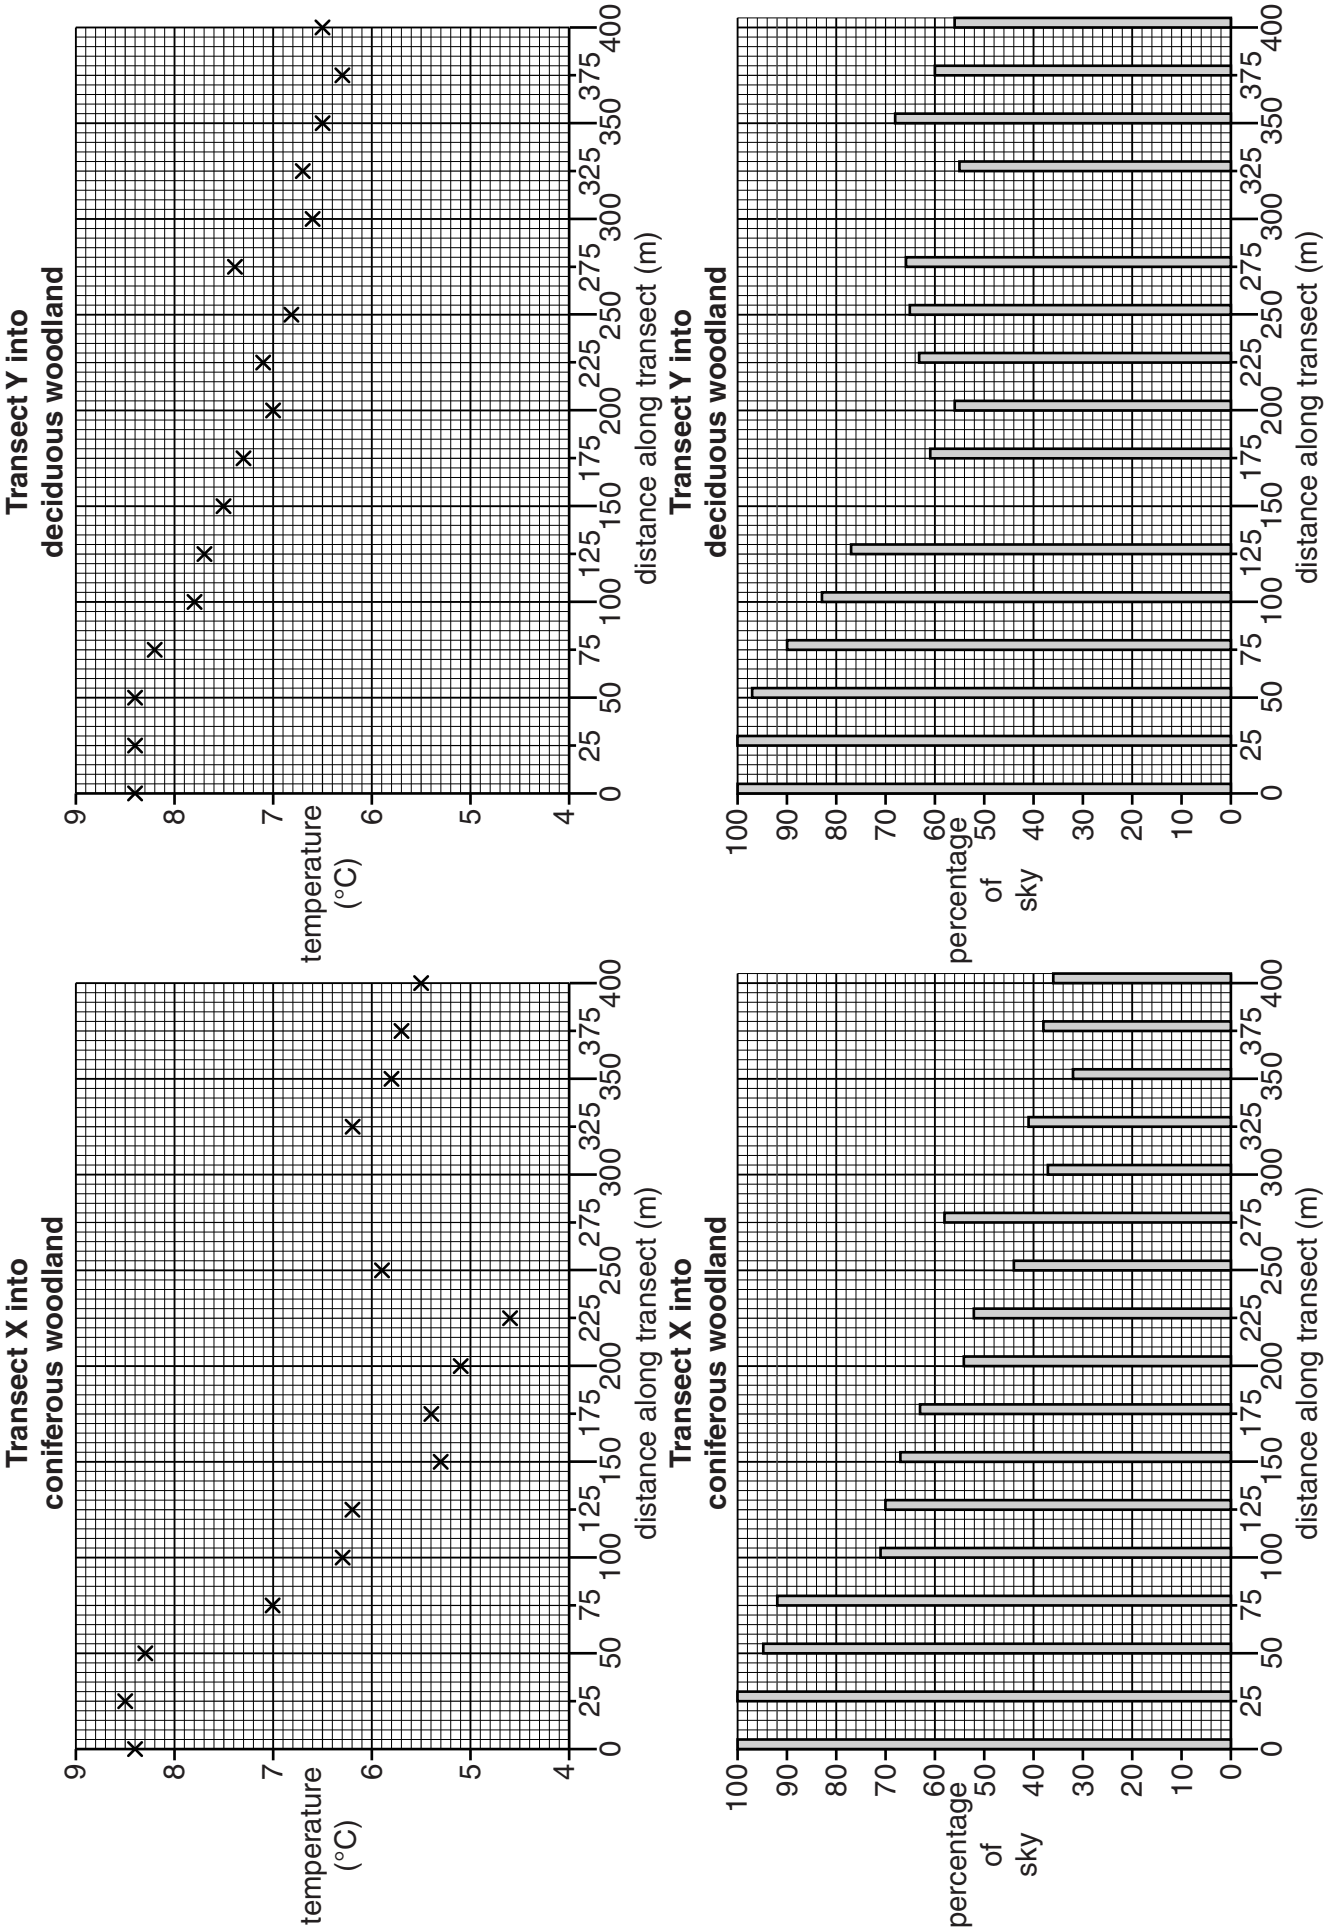 Transect X into
coniferous woodland
9
8
7
6
5
4
temperature
(°C)
0 25 50 75 100 125 150 175 200 225 250 275 300 325 350 375 400
distance along transect (m)
Transect Y into
deciduous woodland
9
8
7
6
5
4
temperature
(°C)
0 25 50 75 100 125 150 175 200 225 250 275 300 325 350 375 400
distance along transect (m)
Transect X into
coniferous woodland
100
90
80
70
60
50
40
30
20
10
0
percentage
of
sky
0 25 50 75 100 125 150 175 200 225 250 275 300 325 350 375 400
distance along transect (m)
Transect Y into
deciduous woodland
100
90
80
70
60
50
40
30
20
10
0
percentage
of
sky
0 25 50 75 100 125 150 175 200 225 250 275 300 325 350 375 400
distance along transect (m)